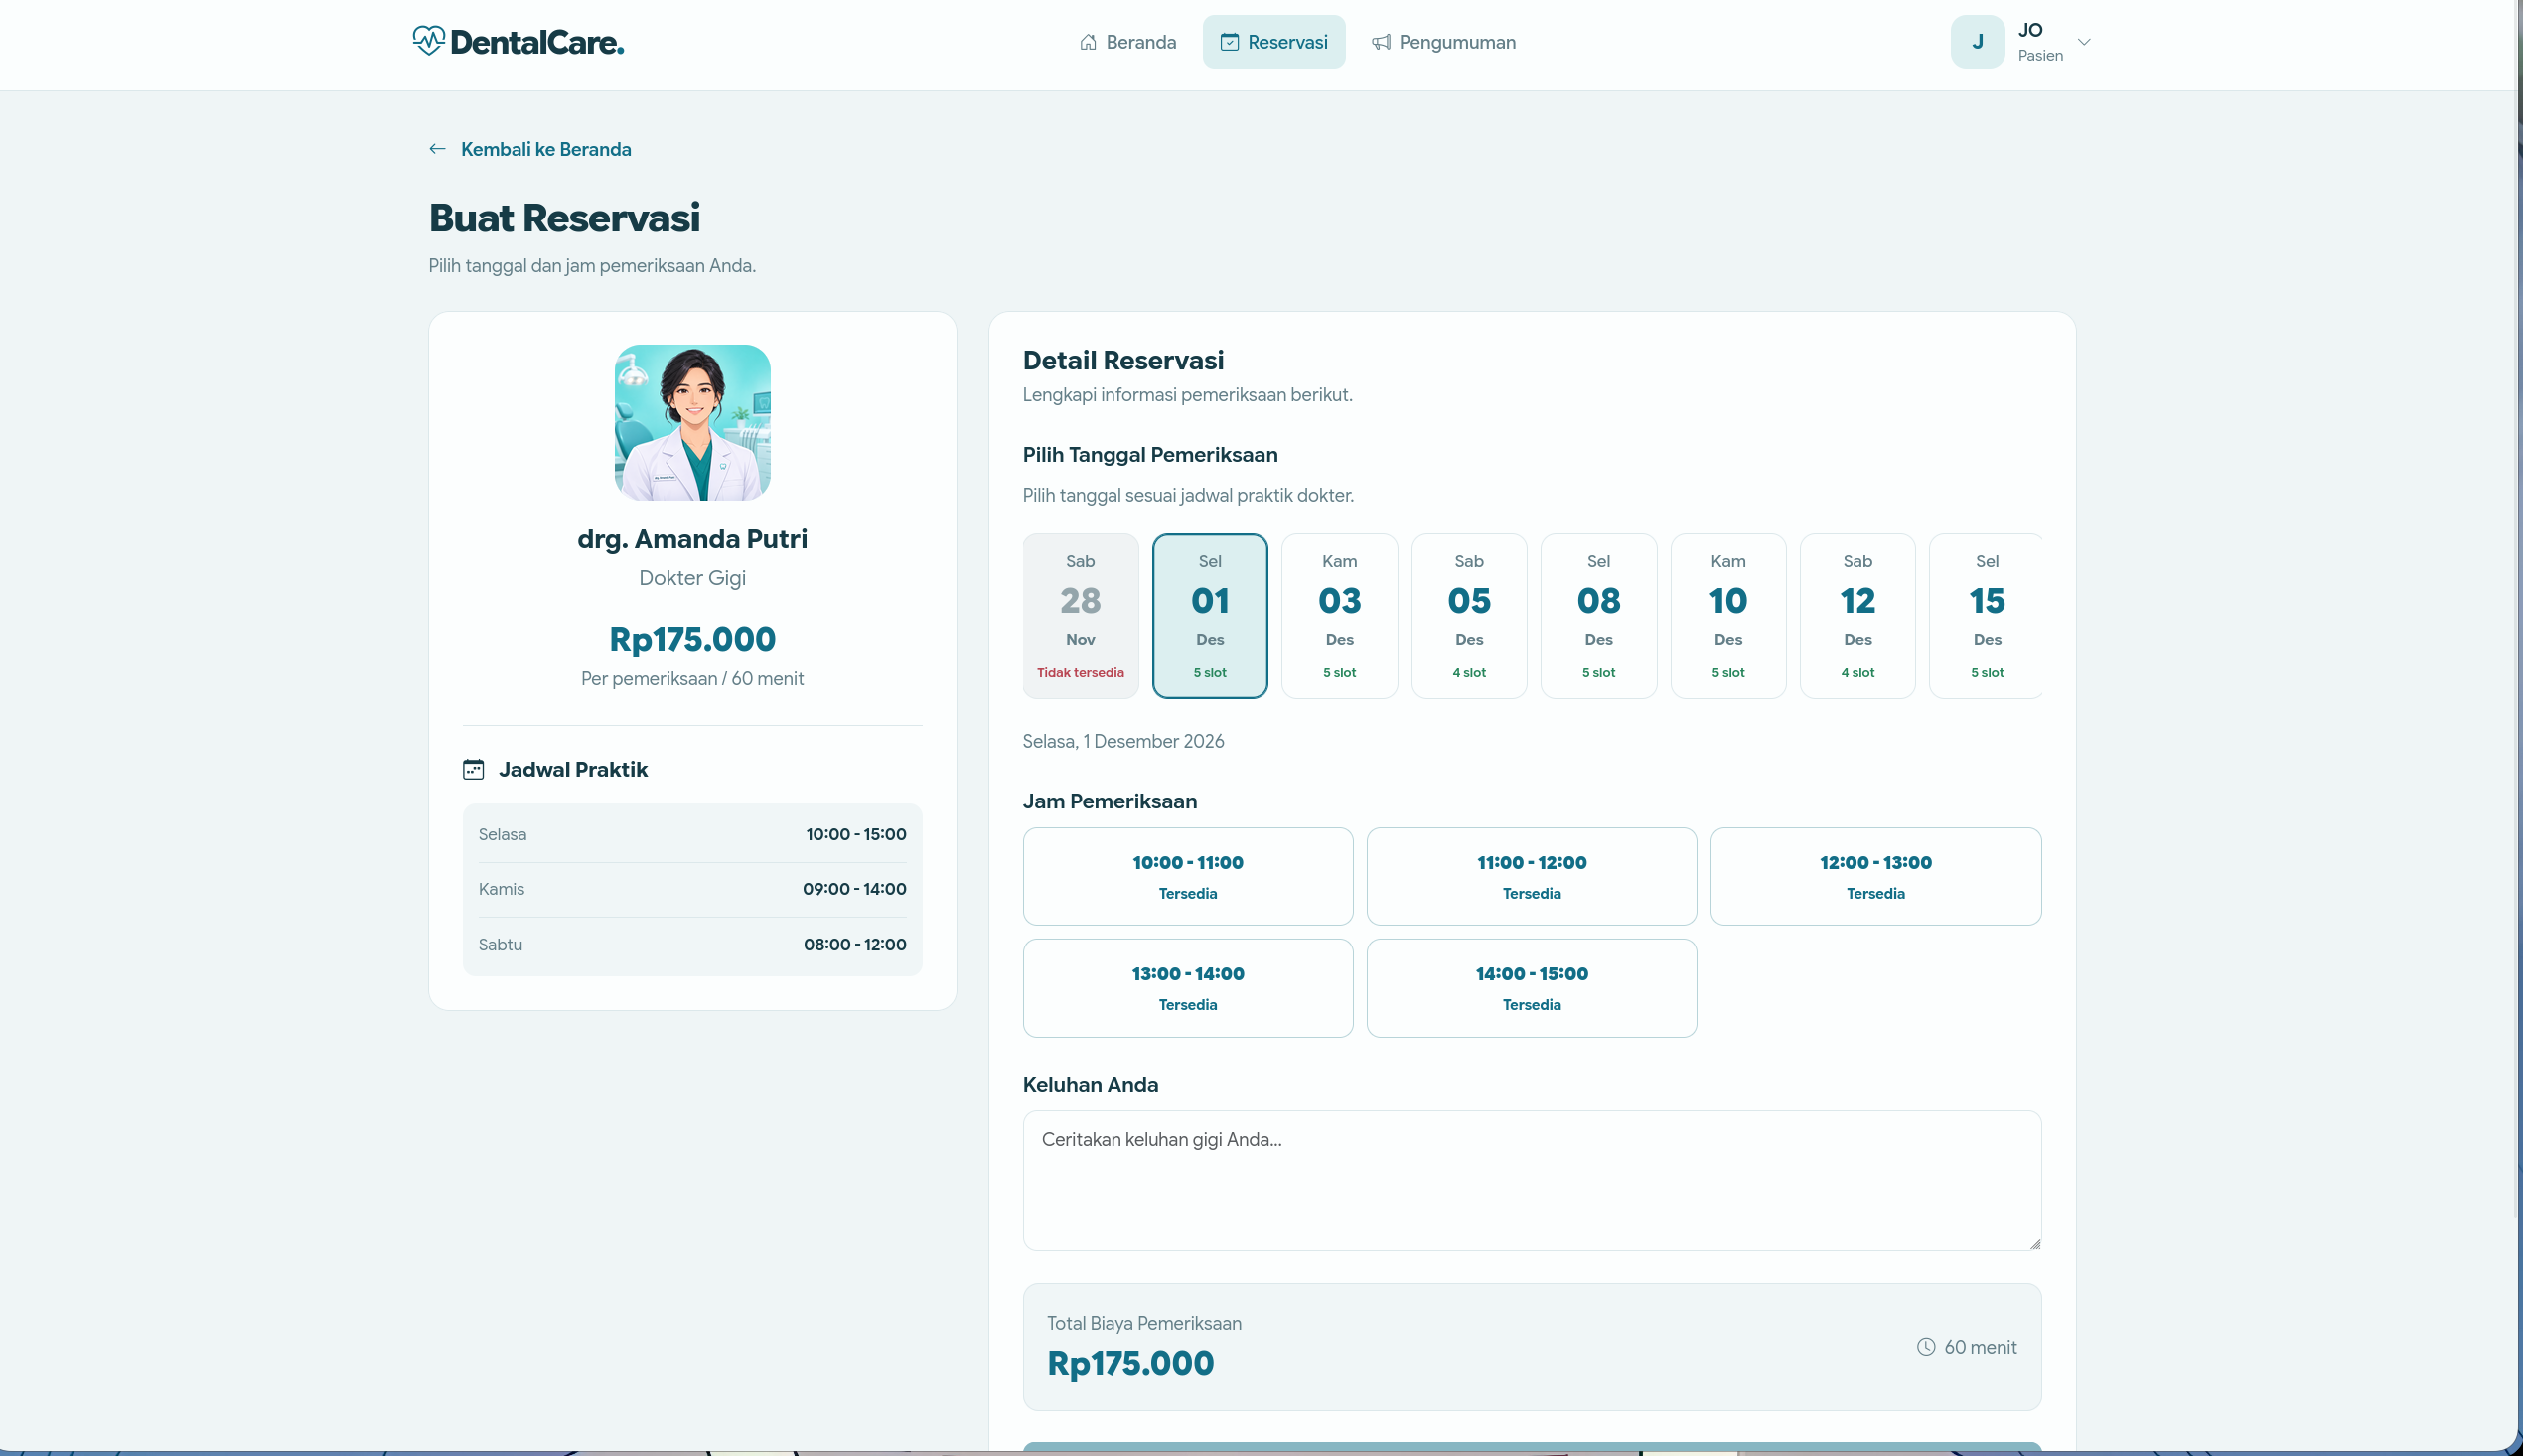 DentalCare.
Beranda
Reservasi
Pengumuman
J
JO
Pasien
Kembali ke Beranda
Buat Reservasi
Pilih tanggal dan jam pemeriksaan Anda.
drg. Amanda Putri
Dokter Gigi
Rp175.000
Per pemeriksaan / 60 menit
Jadwal Praktik
Selasa 10:00 - 15:00
Kamis 09:00 - 14:00
Sabtu 08:00 - 12:00
Detail Reservasi
Lengkapi informasi pemeriksaan berikut.
Pilih Tanggal Pemeriksaan
Pilih tanggal sesuai jadwal praktik dokter.
Sab
28
Nov
Tidak tersedia
Sel
01
Des
5 slot
Kam
03
Des
5 slot
Sab
05
Des
4 slot
Sel
08
Des
5 slot
Kam
10
Des
5 slot
Sab
12
Des
4 slot
Sel
15
Des
5 slot
Selasa, 1 Desember 2026
Jam Pemeriksaan
10:00 - 11:00
Tersedia
11:00 - 12:00
Tersedia
12:00 - 13:00
Tersedia
13:00 - 14:00
Tersedia
14:00 - 15:00
Tersedia
Keluhan Anda
Ceritakan keluhan gigi Anda...
Total Biaya Pemeriksaan
Rp175.000
60 menit